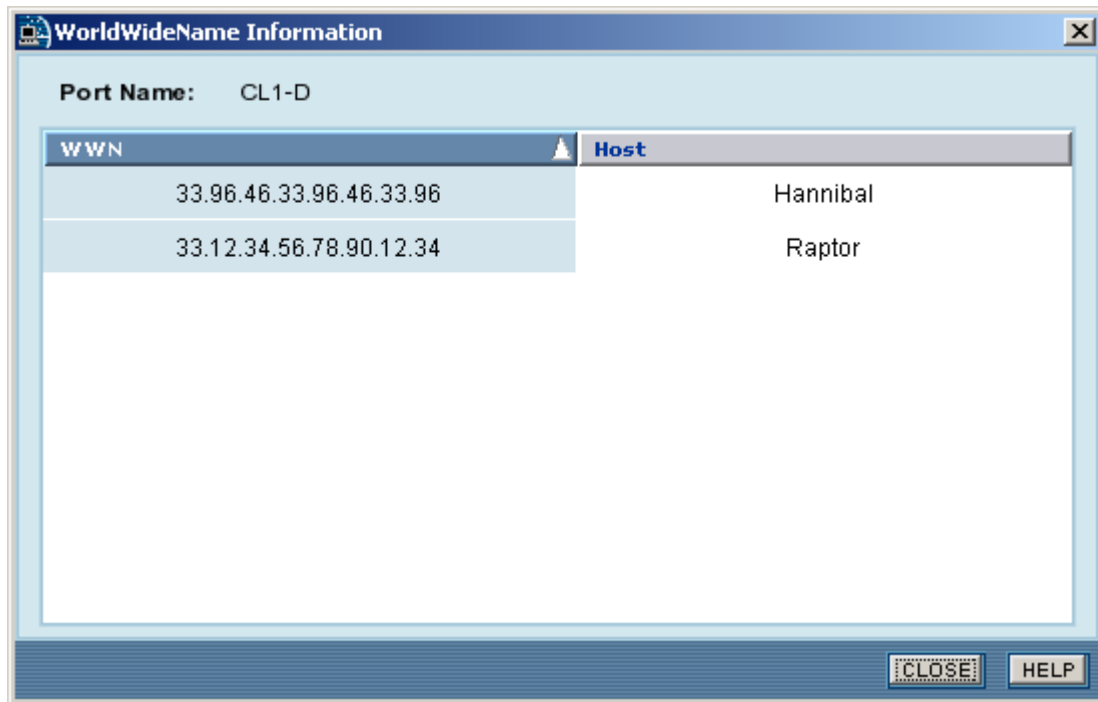 WorldWideName Information
Port Name: CL1-D
WWN Host
33.96.46.33.96.46.33.96 Hannibal
33.12.34.56.78.90.12.34 Raptor
CLOSE HELP